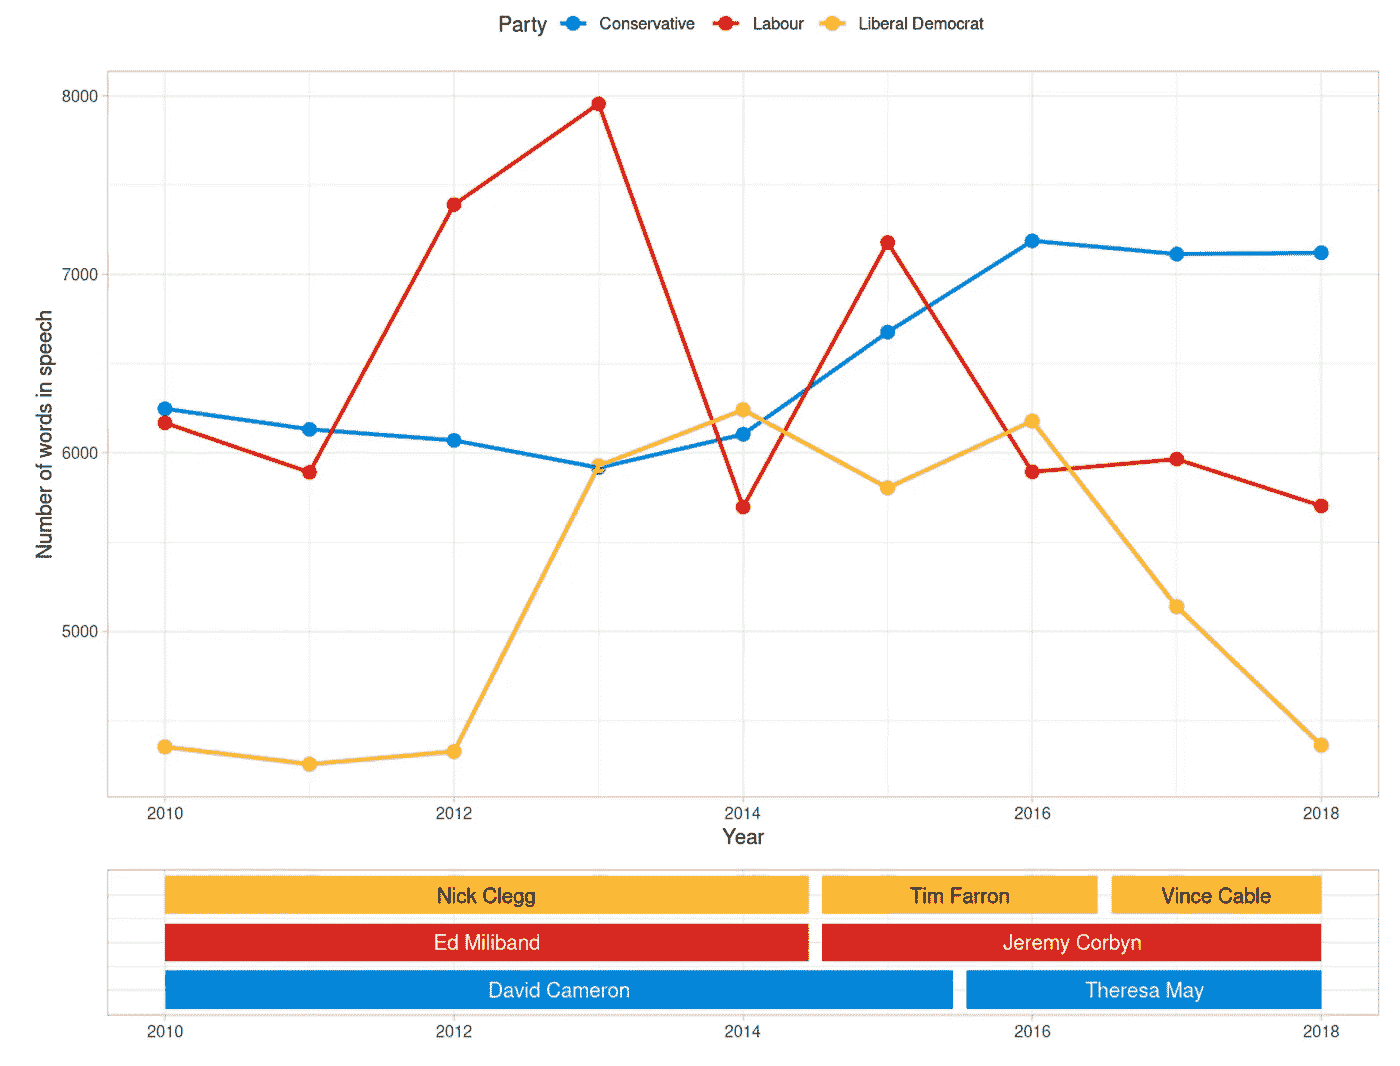 Party Conservative Labour Liberal Democrat
8000
7000
6000
5000
Number of words in speech
2010 2012 2014 2016 2018
Year
Nick Clegg Tim Farron Vince Cable
Ed Miliband Jeremy Corbyn
David Cameron Theresa May
2010 2012 2014 2016 2018